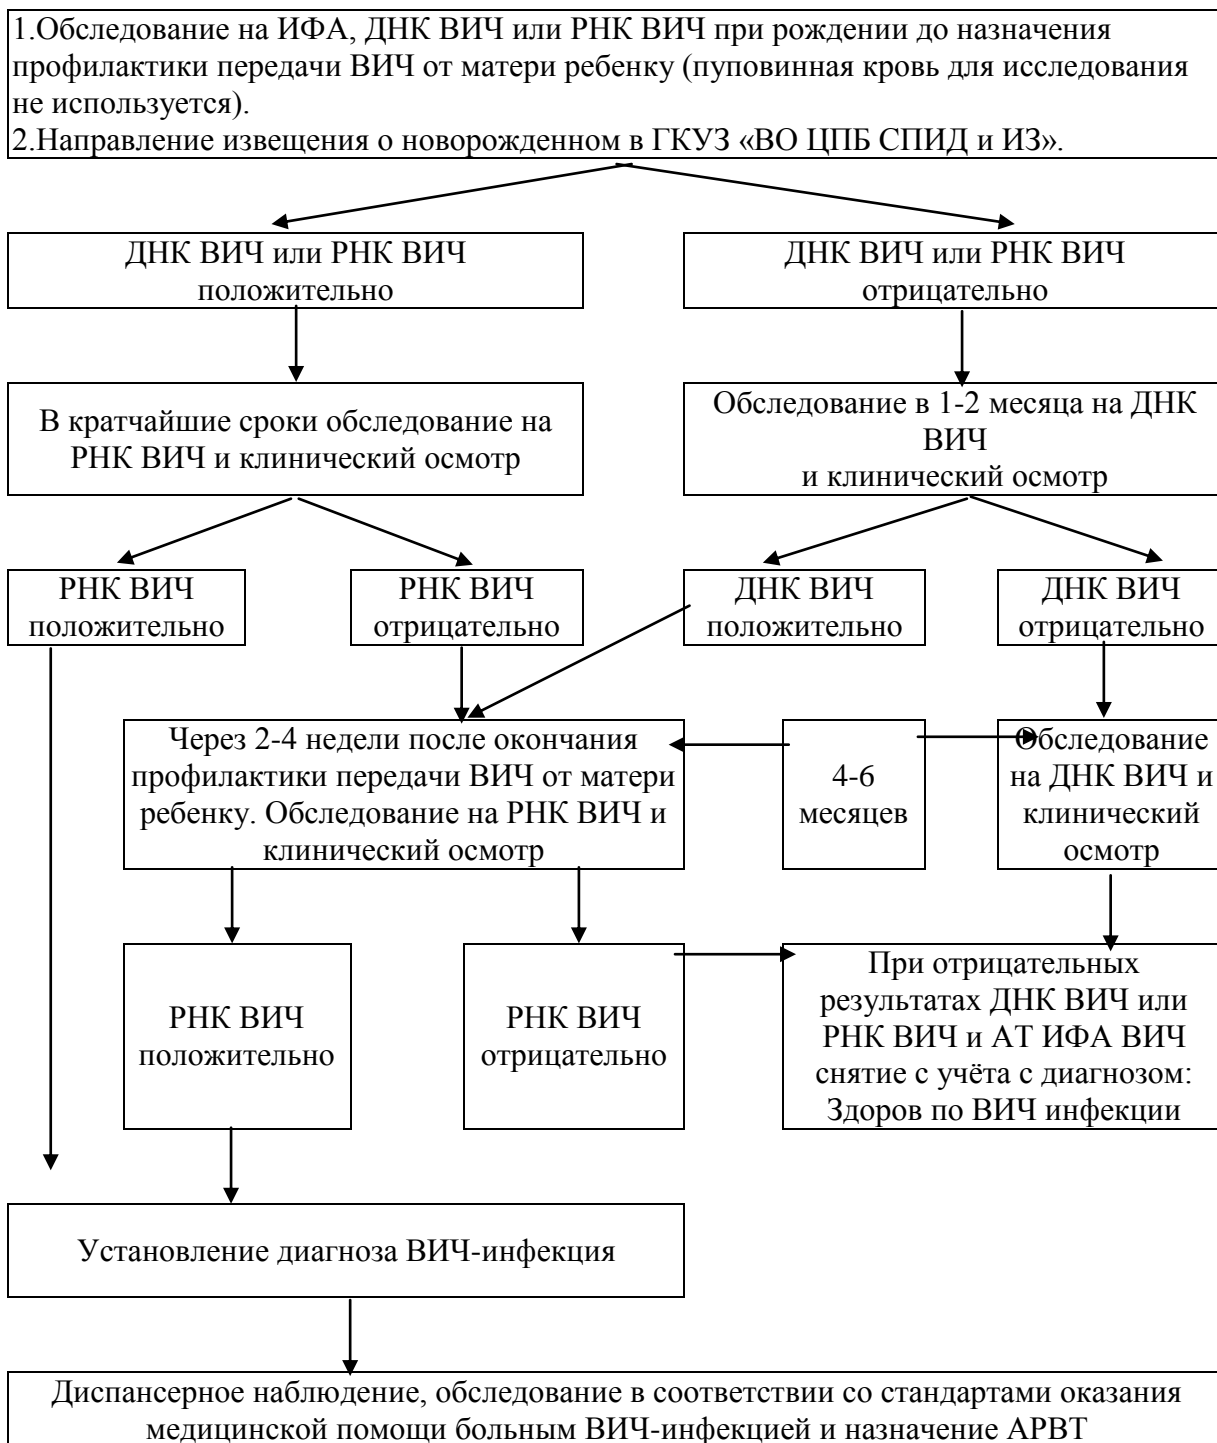 1.Обследование на ИФА, ДНК ВИЧ или РНК ВИЧ при рождении до назначения
профилактики передачи ВИЧ от матери ребенку (пуповинная кровь для исследования
не используется).
2.Направление извещения о новорожденном в ГКУЗ «ВО ЦПБ СПИД и ИЗ».
ДНК ВИЧ или РНК ВИЧ
положительно
ДНК ВИЧ или РНК ВИЧ
отрицательно
В кратчайшие сроки обследование на
РНК ВИЧ и клинический осмотр
Обследование в 1-2 месяца на ДНК
ВИЧ
и клинический осмотр
РНК ВИЧ
положительно
РНК ВИЧ
отрицательно
ДНК ВИЧ
положительно
ДНК ВИЧ
отрицательно
Через 2-4 недели после окончания
профилактики передачи ВИЧ от матери
ребенку. Обследование на РНК ВИЧ и
клинический осмотр
4-6
месяцев
Обследование
на ДНК ВИЧ и
клинический
осмотр
РНК ВИЧ
положительно
РНК ВИЧ
отрицательно
При отрицательных
результатах ДНК ВИЧ или
РНК ВИЧ и АТ ИФА ВИЧ
снятие с учёта с диагнозом:
Здоров по ВИЧ инфекции
Установление диагноза ВИЧ-инфекция
Диспансерное наблюдение, обследование в соответствии со стандартами оказания
медицинской помощи больным ВИЧ-инфекцией и назначение АРВТ